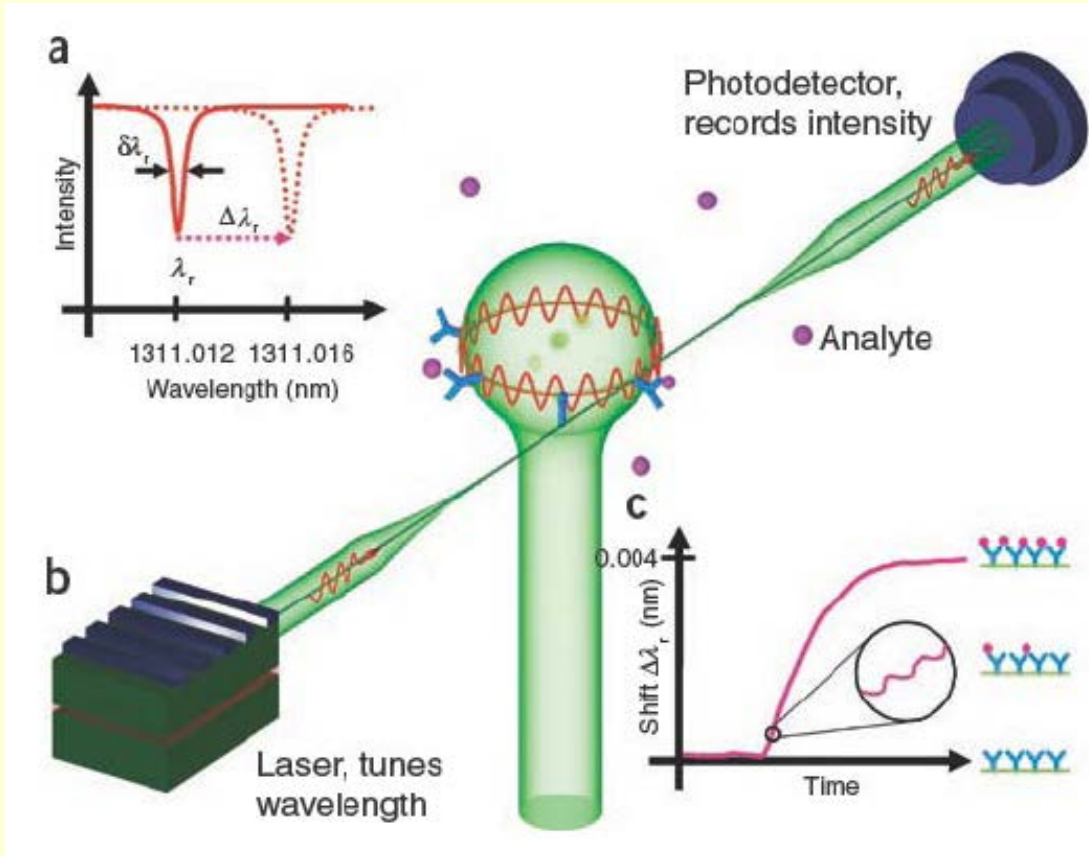 a
Intensity
δλr
Δλr
λr
1311.012 1311.016
Wavelength (nm)
Photodetector,
records intensity
Analyte
b
Laser, tunes
wavelength
c
0.004
Shift Δλr (nm)
Time